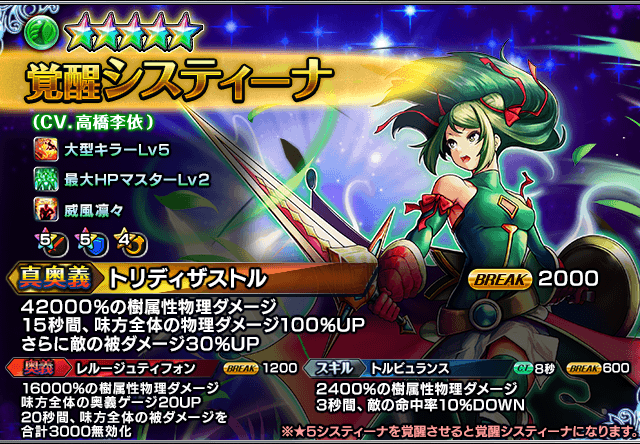 覚醒システィーナ
(CV.高橋李依)
大型キラーLv5
最大HPマスターLv2
威風凛々
5 5 4
真奥義 トリディザストル BREAK 2000
42000%の樹属性物理ダメージ
15秒間、味方全体の物理ダメージ100%UP
さらに敵の被ダメージ30%UP
奥義 レルージュティフォン BREAK 1200
16000%の樹属性物理ダメージ
味方全体の奥義ゲージ20UP
20秒間、味方全体の被ダメージを
合計3000無効化
スキル トルビュランス CT 8秒 BREAK 600
2400%の樹属性物理ダメージ
3秒間、敵の命中率10%DOWN
※★5システィーナを覚醒させると覚醒システィーナになります。